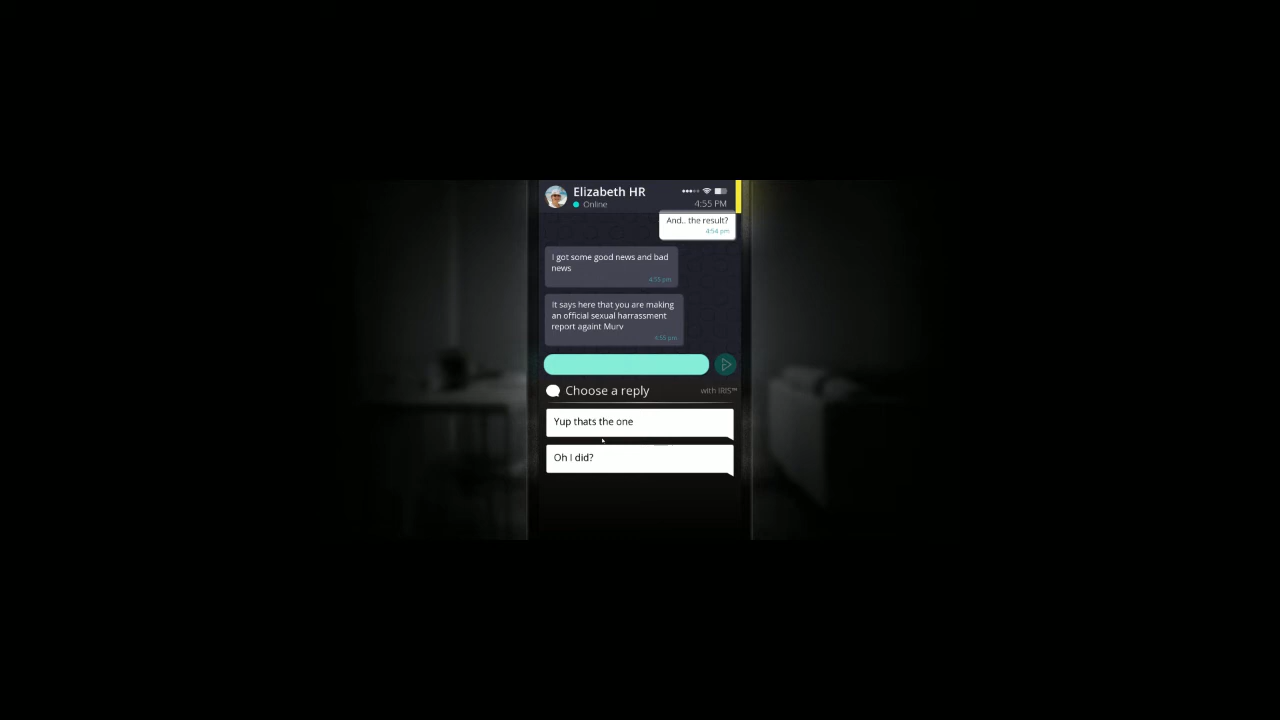 Elizabeth HR
Online
4:55 PM
And.. the result?
4:54 pm
I got some good news and bad
news
4:55 pm
It says here that you are making
an official sexual harrassment
report againt Murv
4:55 pm
Choose a reply
with IRIS™
Yup thats the one
Oh I did?